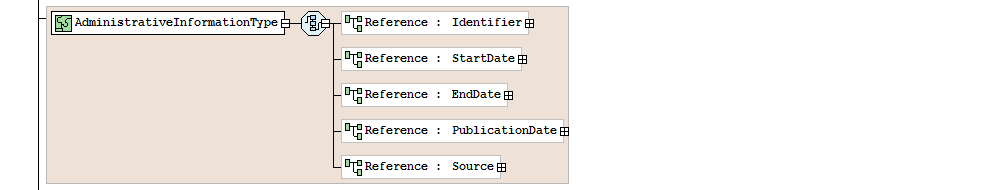 AdministrativeInformationType
Reference : Identifier
Reference : StartDate
Reference : EndDate
Reference : PublicationDate
Reference : Source